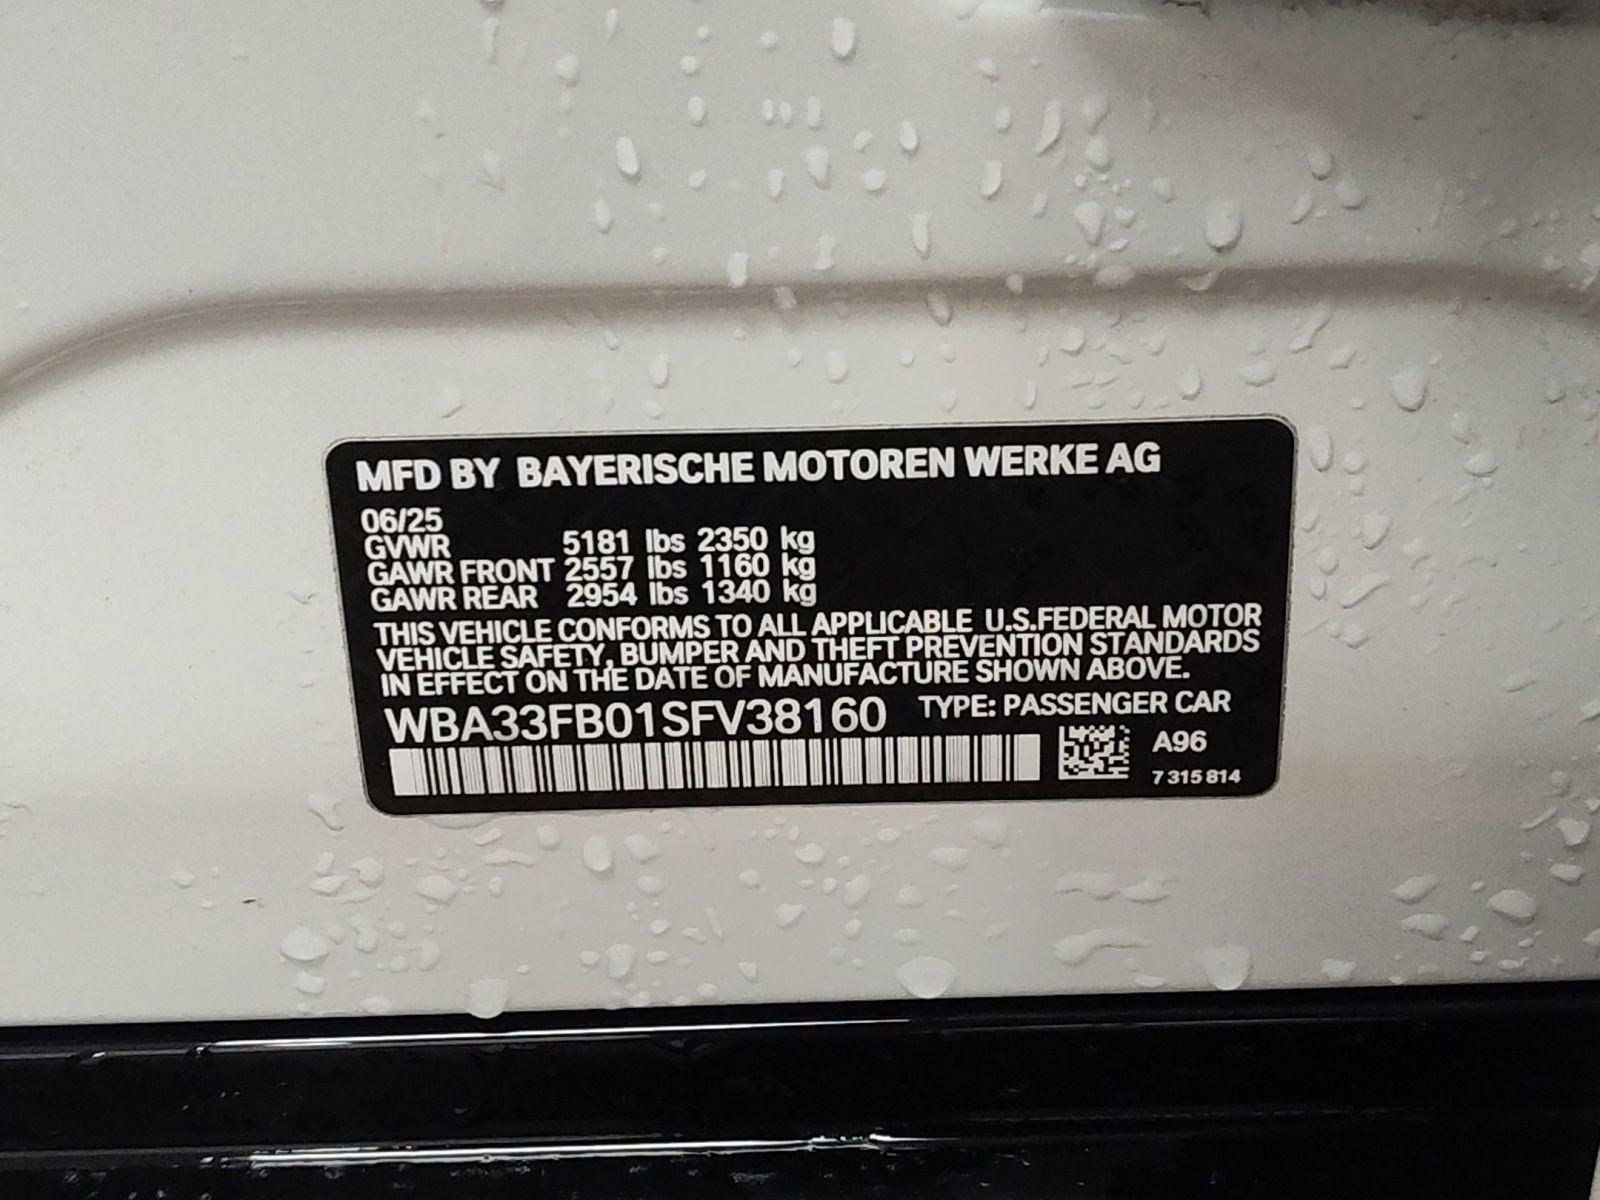 MFD BY BAYERISCHE MOTOREN WERKE AG
06/25
GVWR 5181 lbs 2350 kg
GAWR FRONT 2557 lbs 1160 kg
GAWR REAR 2954 lbs 1340 kg
THIS VEHICLE CONFORMS TO ALL APPLICABLE U.S.FEDERAL MOTOR
VEHICLE SAFETY, BUMPER AND THEFT PREVENTION STANDARDS
IN EFFECT ON THE DATE OF MANUFACTURE SHOWN ABOVE.
WBA33FB01SFV38160 TYPE: PASSENGER CAR
A96
7 315 814